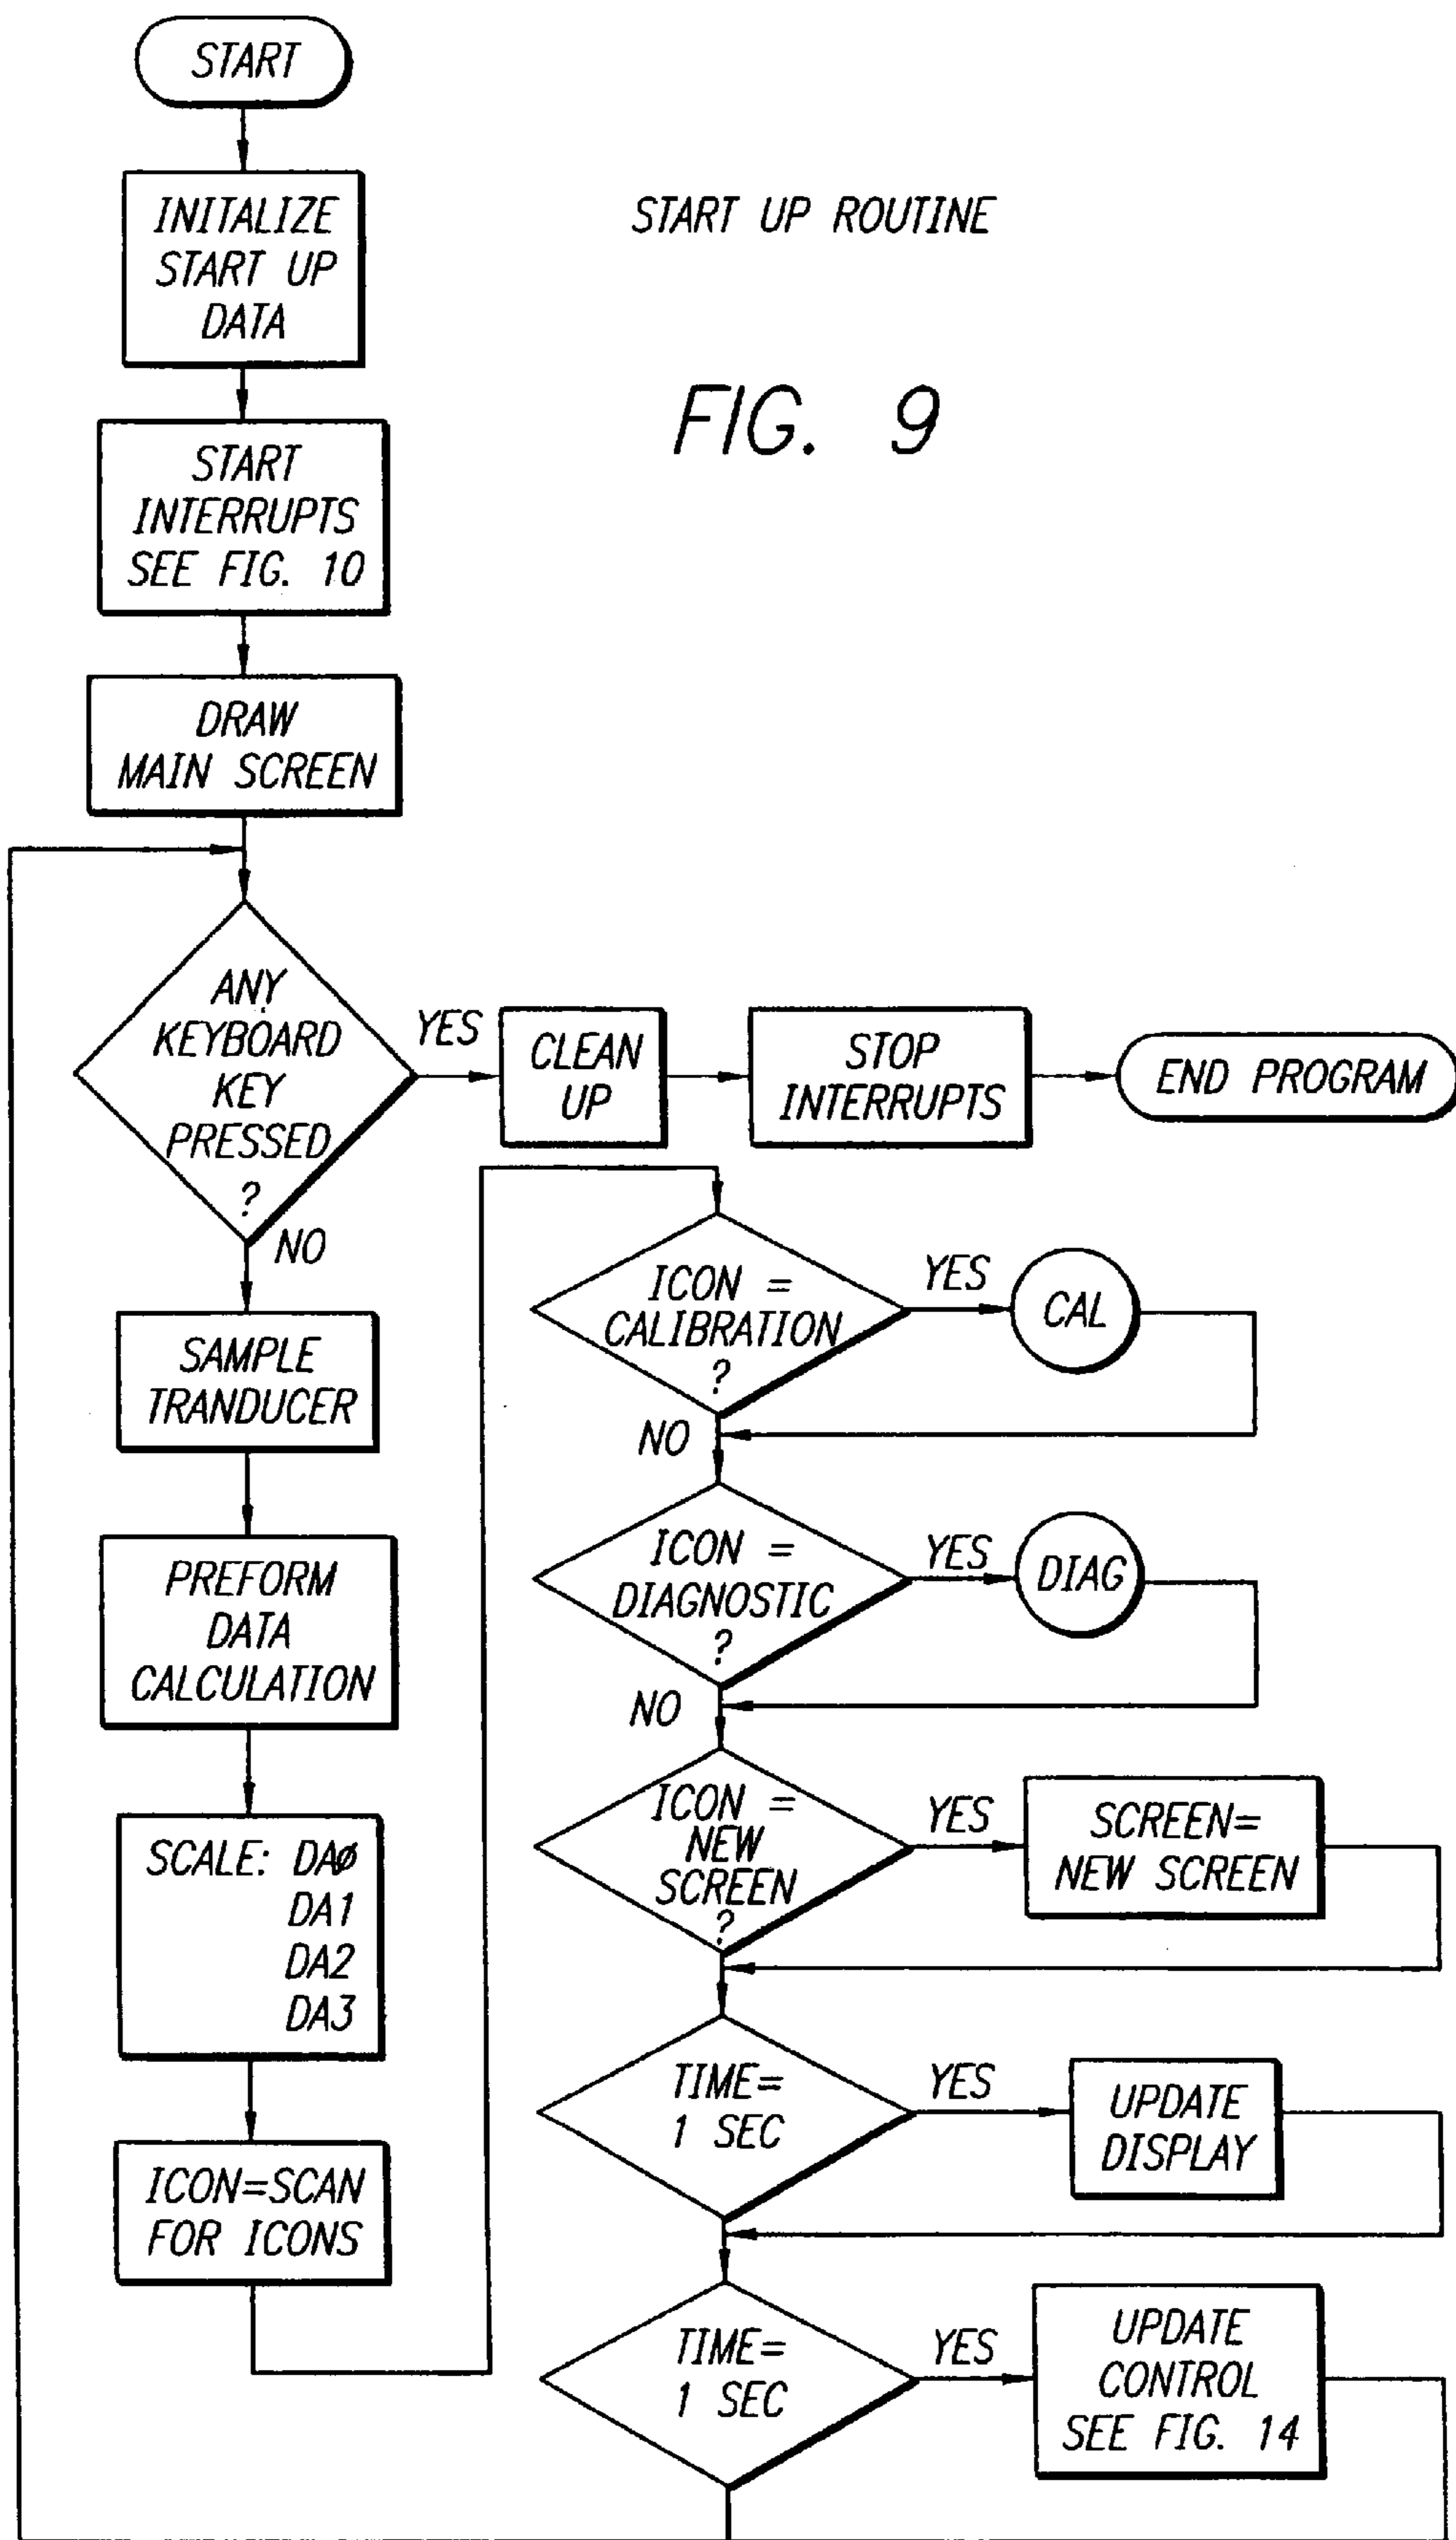 START
INITALIZE
START UP
DATA
START UP ROUTINE
FIG. 9
START
INTERRUPTS
SEE FIG. 10
DRAW
MAIN SCREEN
ANY
KEYBOARD
KEY
PRESSED
?
YES
CLEAN
UP
STOP
INTERRUPTS
END PROGRAM
NO
SAMPLE
TRANDUCER
PREFORM
DATA
CALCULATION
SCALE: DAØ
DA1
DA2
DA3
ICON=SCAN
FOR ICONS
ICON =
CALIBRATION
?
YES
CAL
NO
ICON =
DIAGNOSTIC
?
YES
DIAG
NO
ICON =
NEW
SCREEN
?
YES
SCREEN=
NEW SCREEN
TIME=
1 SEC
YES
UPDATE
DISPLAY
TIME=
1 SEC
YES
UPDATE
CONTROL
SEE FIG. 14